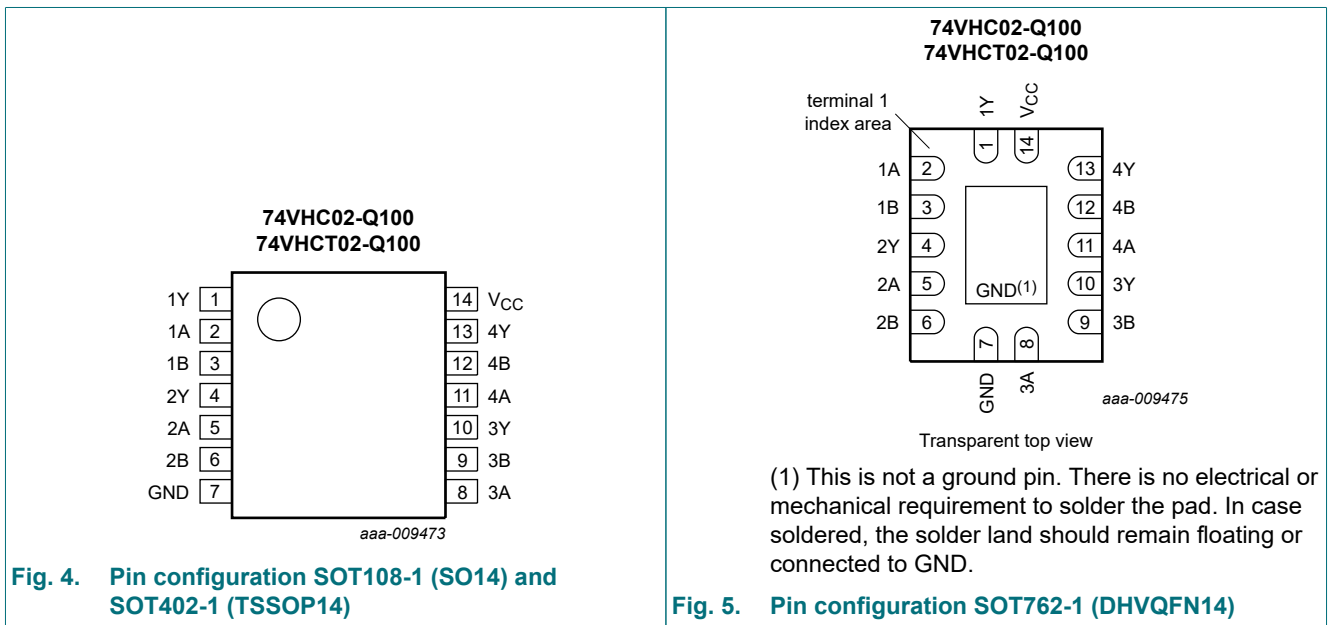 74VHC02-Q100
74VHCT02-Q100
1Y 1
1A 2
1B 3
2Y 4
2A 5
2B 6
GND 7
14 VCC
13 4Y
12 4B
11 4A
10 3Y
9 3B
8 3A
aaa-009473
Fig. 4. Pin configuration SOT108-1 (SO14) and
SOT402-1 (TSSOP14)
74VHC02-Q100
74VHCT02-Q100
terminal 1
index area
1Y
VCC
1
14
1A 2
1B 3
2Y 4
2A 5
2B 6
13 4Y
12 4B
11 4A
10 3Y
9 3B
GND(1)
7
8
GND
3A
aaa-009475
Transparent top view
(1) This is not a ground pin. There is no electrical or
mechanical requirement to solder the pad. In case
soldered, the solder land should remain floating or
connected to GND.
Fig. 5. Pin configuration SOT762-1 (DHVQFN14)